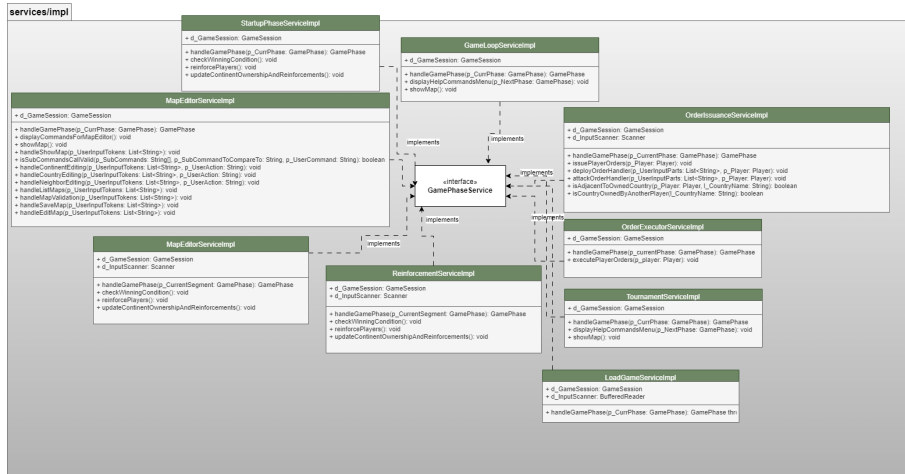 services/impl
StartupPhaseServiceImpl
+ d_GameSession: GameSession
+ handleGamePhase(p_CurrPhase: GamePhase): GamePhase
+ checkWinningCondition(): void
+ reinforcePlayers(): void
+ updateContinentOwnershipAndReinforcements(): void
GameLoopServiceImpl
+ d_GameSession: GameSession
+ handleGamePhase(p_CurrPhase: GamePhase): GamePhase
+ displayHelpCommandsMenu(p_NextPhase: GamePhase): void
+ showMap(): void
MapEditorServiceImpl
+ d_GameSession: GameSession
+ handleGamePhase(p_CurrPhase: GamePhase): GamePhase
+ displayCommandsForMapEditor(): void
+ showMap(): void
+ handleShowMap(p_UserInputTokens: List<String>): void
+ isSubCommandsCallValid(p_SubCommands: String[], p_SubCommandToCompareTo: String, p_UserCommand: String): boolean
+ handleContinentEditing(p_UserInputTokens: List<String>, p_UserAction: String): void
+ handleCountryEditing(p_UserInputTokens: List<String>, p_UserAction: String): void
+ handleNeighborEditing(p_UserInputTokens: List<String>, p_UserAction: String): void
+ handleListMaps(p_UserInputTokens: List<String>): void
+ handleMapValidation(p_UserInputTokens: List<String>): void
+ handleSaveMap(p_UserInputTokens: List<String>): void
+ handleEditMap(p_UserInputTokens: List<String>): void
OrderIssuanceServiceImpl
+ d_GameSession: GameSession
+ d_InputScanner: Scanner
+ handleGamePhase(p_CurrentPhase: GamePhase): GamePhase
+ issuePlayerOrders(p_Player: Player): void
+ deployOrderHandler(p_UserInputParts: List<String>, p_Player: Player): void
+ attackOrderHandler(p_UserInputParts: List<String>, p_Player: Player): void
+ isAdjacentToOwnedCountry(p_Player: Player, l_CountryName: String): boolean
+ isCountryOwnedByAnotherPlayer(l_CountryName: String): boolean
implements
implements
implements
«interface»
GamePhaseService
implements
implements
implements
OrderExecutorServiceImpl
+ d_GameSession: GameSession
+ handleGamePhase(p_currentPhase: GamePhase): GamePhase
+ executePlayerOrders(p_player: Player): void
MapEditorServiceImpl
+ d_GameSession: GameSession
+ d_InputScanner: Scanner
+ handleGamePhase(p_CurrentSegment: GamePhase): GamePhase
+ checkWinningCondition(): void
+ reinforcePlayers(): void
+ updateContinentOwnershipAndReinforcements(): void
ReinforcementServiceImpl
+ d_GameSession: GameSession
+ d_InputScanner: Scanner
+ handleGamePhase(p_CurrentSegment: GamePhase): GamePhase
+ checkWinningCondition(): void
+ reinforcePlayers(): void
+ updateContinentOwnershipAndReinforcements(): void
TournamentServiceImpl
+ d_GameSession: GameSession
+ handleGamePhase(p_CurrPhase: GamePhase): GamePhase
+ displayHelpCommandsMenu(p_NextPhase: GamePhase): void
+ showMap(): void
LoadGameServiceImpl
+ d_GameSession: GameSession
+ d_InputScanner: BufferedReader
+ handleGamePhase(p_CurrPhase: GamePhase): GamePhase